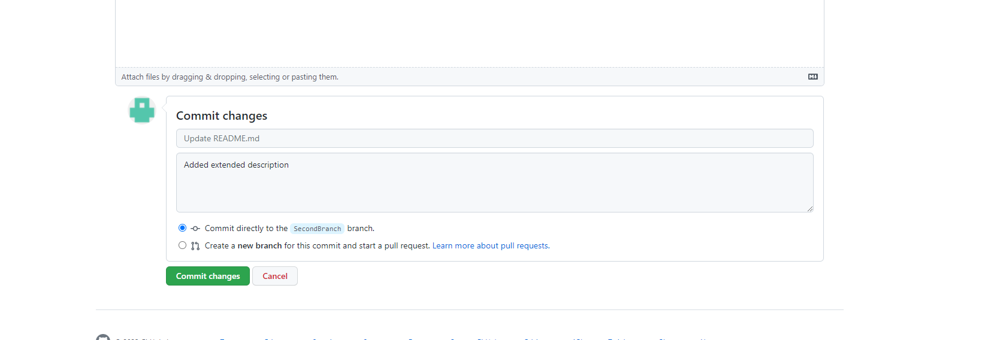 Attach files by dragging & dropping, selecting or pasting them.
Commit changes
Update README.md
Added extended description
Commit directly to the SecondBranch branch.
Create a new branch for this commit and start a pull request. Learn more about pull requests.
Commit changes Cancel